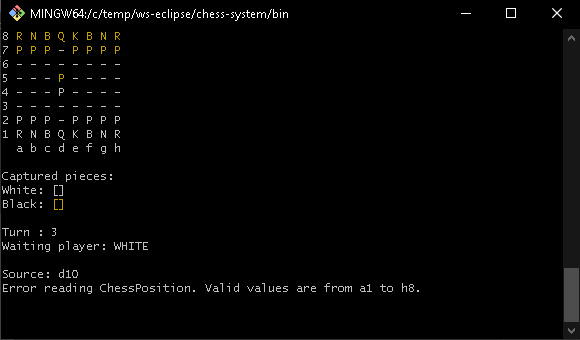 MINGW64:/c/temp/ws-eclipse/chess-system/bin
8 R N B Q K B N R
7 P P P - P P P P
6 - - - - - - - -
5 - - - P - - - -
4 - - - P - - - -
3 - - - - - - - -
2 P P P - P P P P
1 R N B Q K B N R
  a b c d e f g h
Captured pieces:
White: []
Black: []
Turn : 3
Waiting player: WHITE
Source: d10
Error reading ChessPosition. Valid values are from a1 to h8.